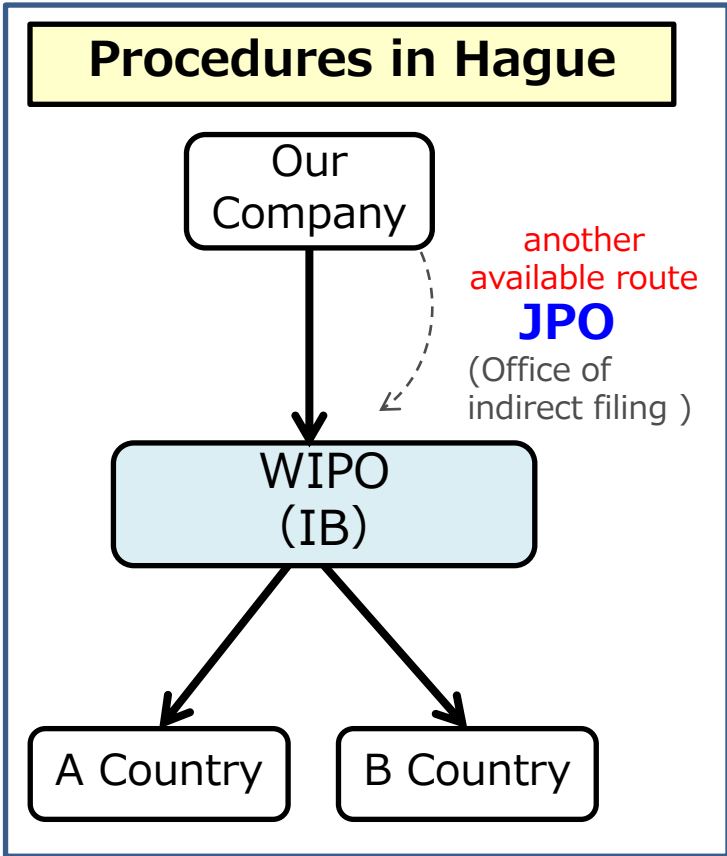 Procedures in Hague
Our
Company
another
available route
JPO
(Office of
indirect filing )
WIPO
(IB)
A Country
B Country